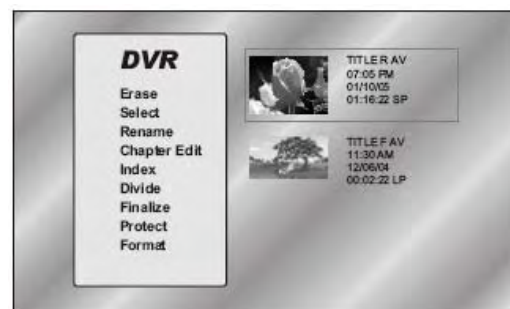 DVR
Erase
Select
Rename
Chapter Edit
Index
Divide
Finalize
Protect
Format
TITLE R AV
07:05 PM
01/10/05
01:16:22 SP
TITLE F AV
11:30 AM
12/06/04
00:02:22 LP